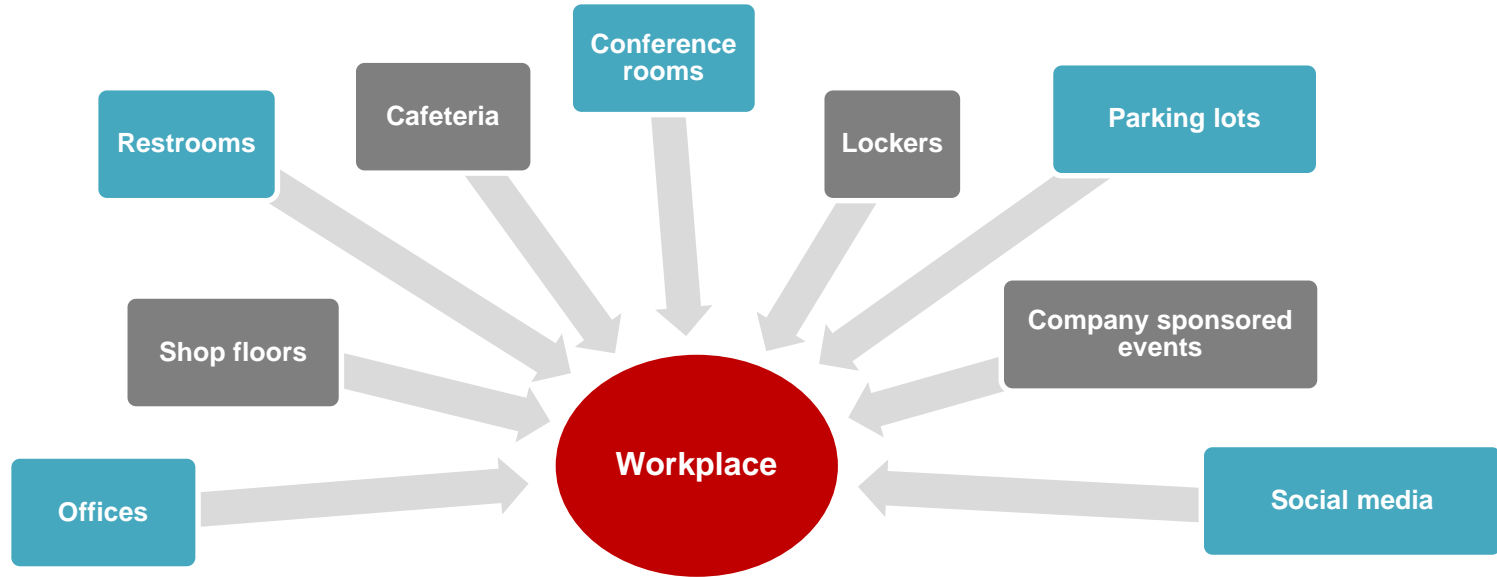 Conference
rooms
Cafeteria
Parking lots
Restrooms
Lockers
Company sponsored
events
Shop floors
Workplace
Offices
Social media